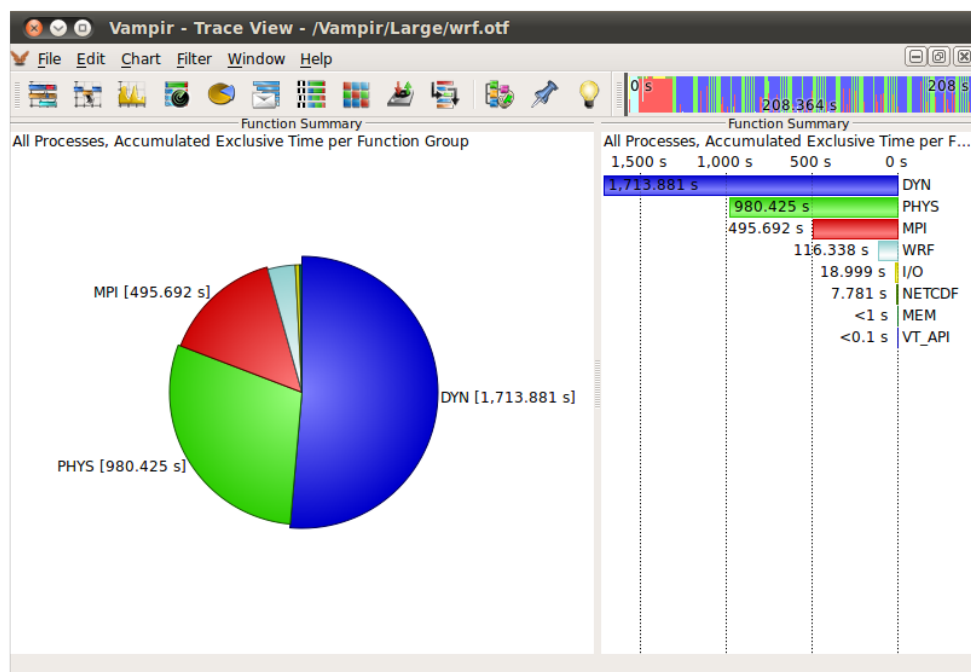 Vampir - Trace View - /Vampir/Large/wrf.otf
File Edit Chart Filter Window Help
0 s 208 s
208.364 s
Function Summary
All Processes, Accumulated Exclusive Time per Function Group
MPI [495.692 s]
DYN [1,713.881 s]
PHYS [980.425 s]
Function Summary
All Processes, Accumulated Exclusive Time per F...
1,500 s 1,000 s 500 s 0 s
1,713.881 s DYN
980.425 s PHYS
495.692 s MPI
116.338 s WRF
18.999 s I/O
7.781 s NETCDF
<1 s MEM
<0.1 s VT_API